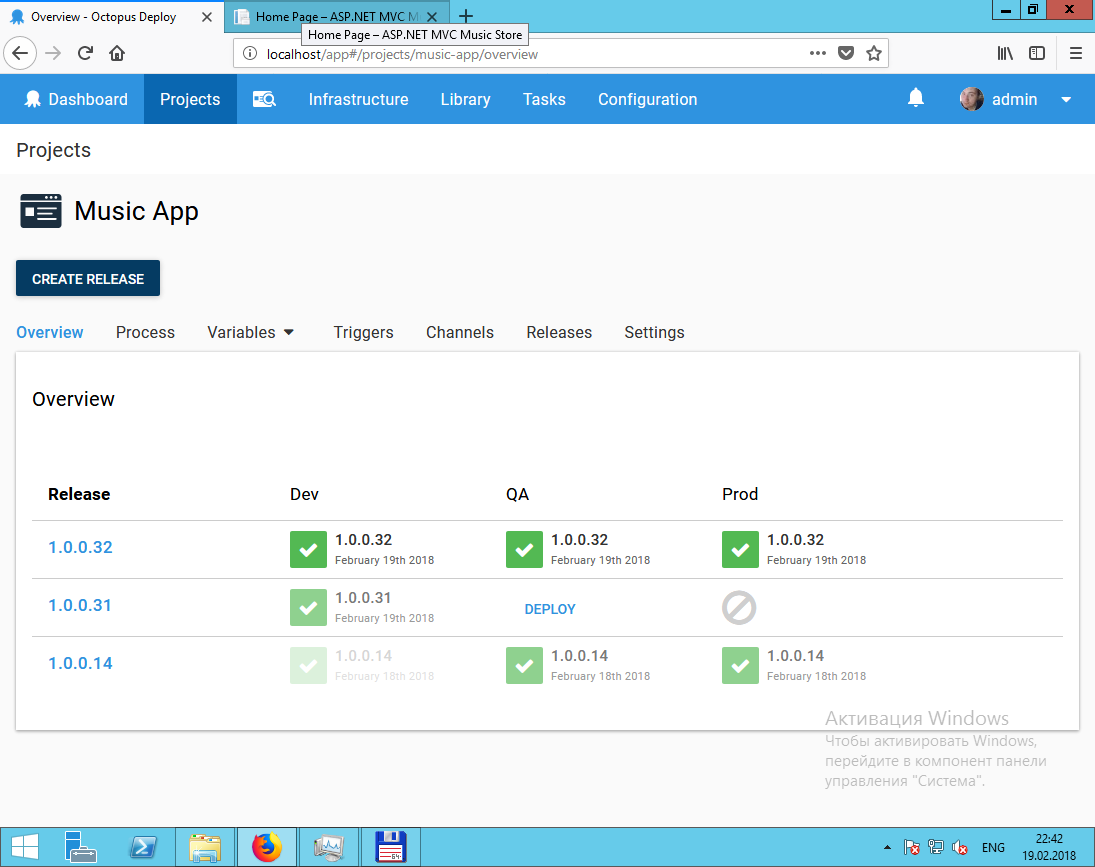 Overview - Octopus Deploy
Home Page – ASP.NET MVC M
Home Page – ASP.NET MVC Music Store
localhost/app#/projects/music-app/overview
Dashboard
Projects
Infrastructure
Library
Tasks
Configuration
admin
Projects
Music App
CREATE RELEASE
Overview Process Variables Triggers Channels Releases Settings
Overview
Release Dev QA Prod
1.0.0.32 1.0.0.32 1.0.0.32 1.0.0.32
February 19th 2018 February 19th 2018 February 19th 2018
1.0.0.31 1.0.0.31 DEPLOY
February 19th 2018
1.0.0.14 1.0.0.14 1.0.0.14 1.0.0.14
February 18th 2018 February 18th 2018 February 18th 2018
Активация Windows
Чтобы активировать Windows,
перейдите в компонент панели
управления "Система".
64
ENG
22:42
19.02.2018